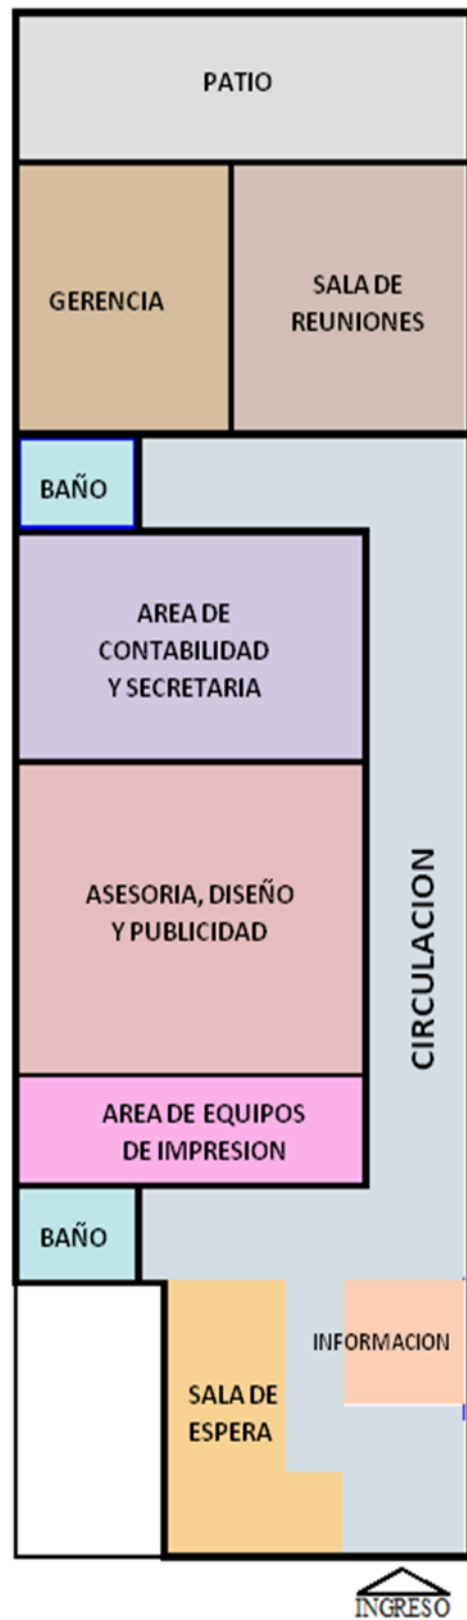 PATIO
GERENCIA
SALA DE
REUNIONES
BAÑO
AREA DE
CONTABILIDAD
Y SECRETARIA
ASESORIA, DISEÑO
Y PUBLICIDAD
CIRCULACION
AREA DE EQUIPOS
DE IMPRESION
BAÑO
INFORMACION
SALA DE
ESPERA
INGRESO